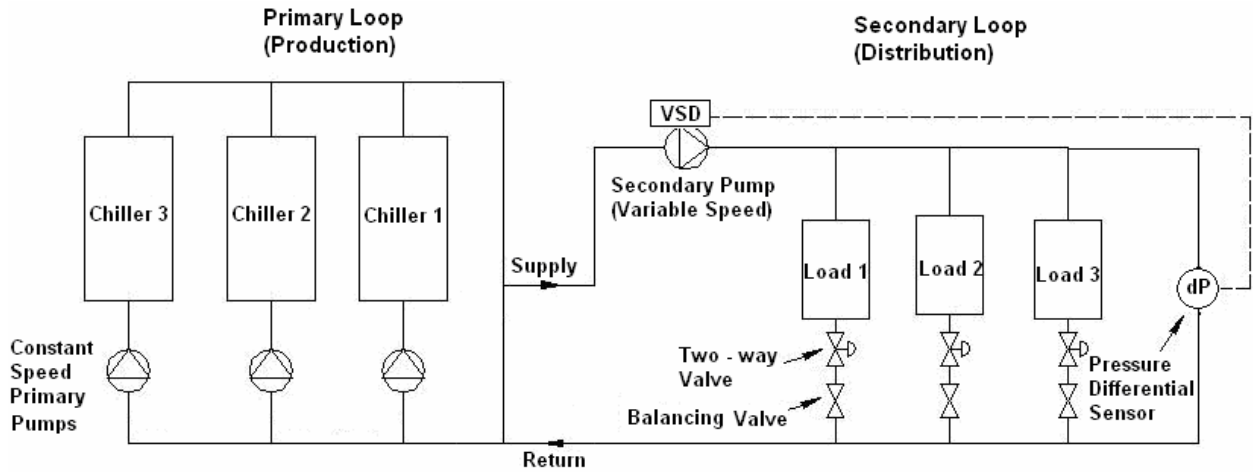 Primary Loop
(Production)
Secondary Loop
(Distribution)
VSD
Secondary Pump
(Variable Speed)
Chiller 3
Chiller 2
Chiller 1
Supply
Load 1
Load 2
Load 3
dP
Constant
Speed
Primary
Pumps
Two - way
Valve
Balancing Valve
Pressure
Differential
Sensor
Return